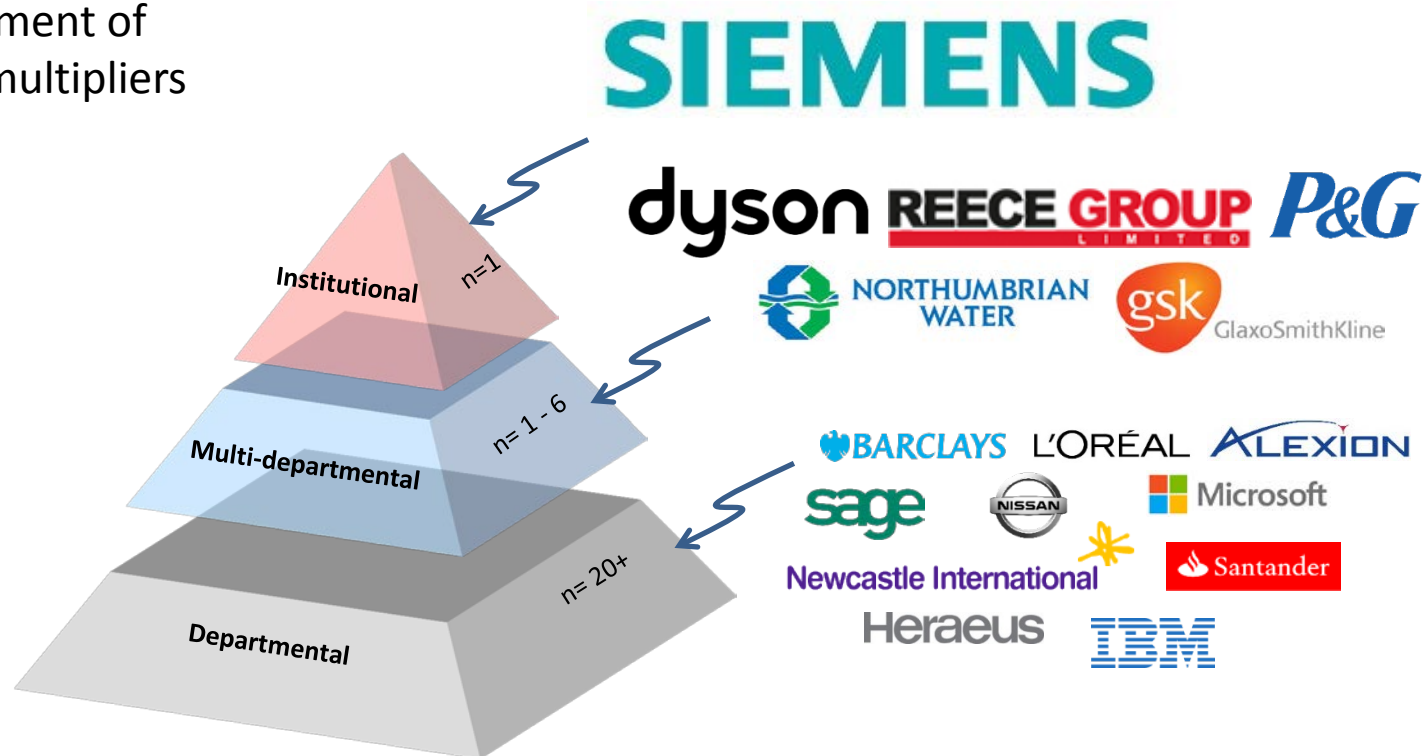 ment of
multipliers
SIEMENS
dyson REECE GROUP P&G
LIMITED
Institutional
n=1
NORTHUMBRIAN
WATER
gsk
GlaxoSmithKline
Multi-departmental
n= 1 - 6
BARCLAYS L'ORÉAL ALEXION
sage NISSAN Microsoft
Newcastle International Santander
Heraeus IBM
Departmental
n= 20+